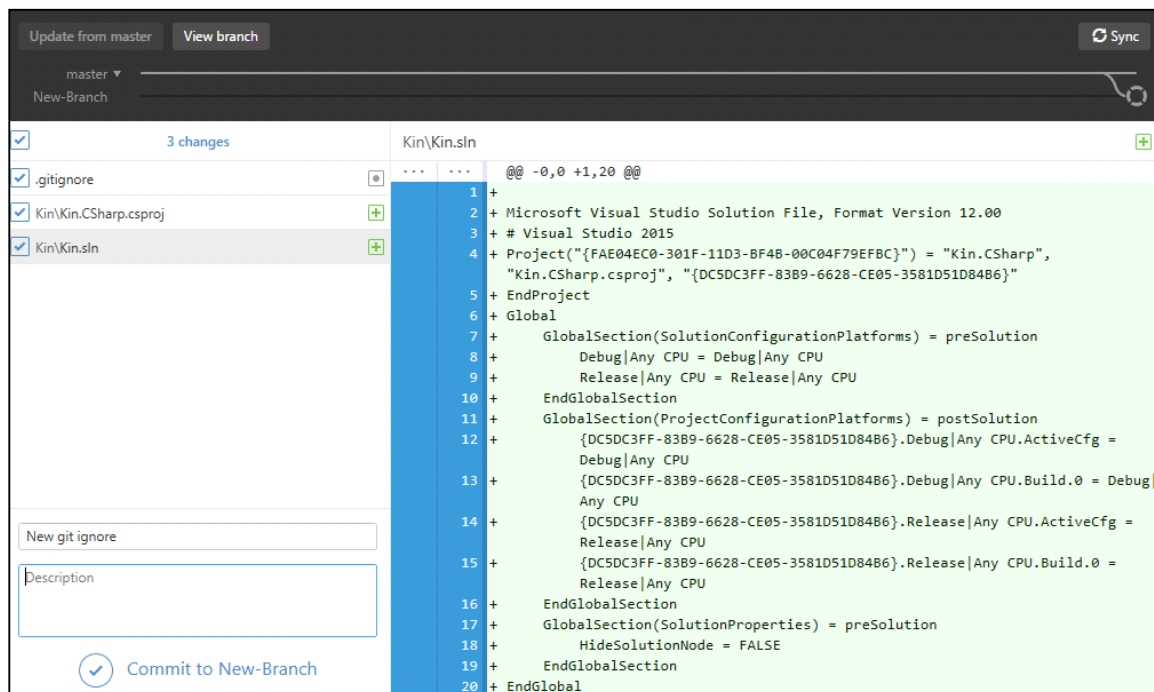 Update from master
View branch
Sync
master
New-Branch
3 changes
.gitignore
Kin\Kin.CSharp.csproj
Kin\Kin.sln
New git ignore
Description
Commit to New-Branch
Kin\Kin.sln
... ... @@ -0,0 +1,20 @@
1 +
2 + Microsoft Visual Studio Solution File, Format Version 12.00
3 + # Visual Studio 2015
4 + Project("{FAE04EC0-301F-11D3-BF4B-00C04F79EFBC}") = "Kin.CSharp",
"Kin.CSharp.csproj", "{DC5DC3FF-83B9-6628-CE05-3581D51D84B6}"
5 + EndProject
6 + Global
7 + GlobalSection(SolutionConfigurationPlatforms) = preSolution
8 + Debug|Any CPU = Debug|Any CPU
9 + Release|Any CPU = Release|Any CPU
10 + EndGlobalSection
11 + GlobalSection(ProjectConfigurationPlatforms) = postSolution
12 + {DC5DC3FF-83B9-6628-CE05-3581D51D84B6}.Debug|Any CPU.ActiveCfg =
Debug|Any CPU
13 + {DC5DC3FF-83B9-6628-CE05-3581D51D84B6}.Debug|Any CPU.Build.0 = Debug|
Any CPU
14 + {DC5DC3FF-83B9-6628-CE05-3581D51D84B6}.Release|Any CPU.ActiveCfg =
Release|Any CPU
15 + {DC5DC3FF-83B9-6628-CE05-3581D51D84B6}.Release|Any CPU.Build.0 =
Release|Any CPU
16 + EndGlobalSection
17 + GlobalSection(SolutionProperties) = preSolution
18 + HideSolutionNode = FALSE
19 + EndGlobalSection
20 + EndGlobal